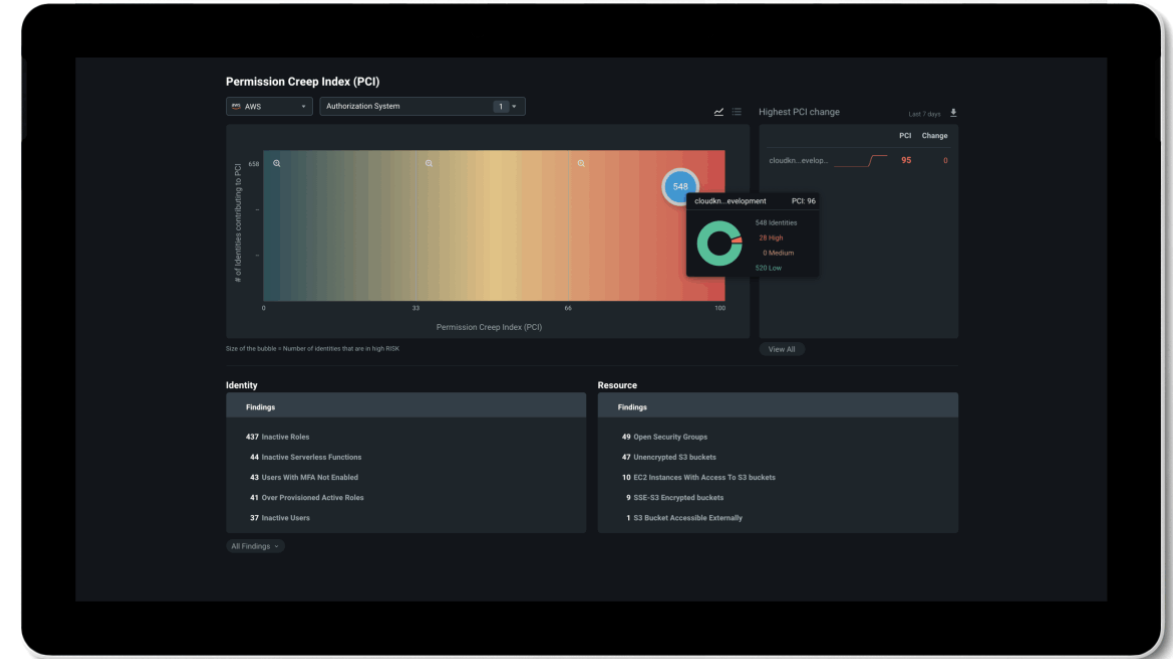 Permission Creep Index (PCI)
aws AWS
Authorization System 1
Highest PCI change
Last 7 days
PCI Change
cloudkn...evelop... 95 0
# of Identities contributing to PCI
658
548
cloudkn...evelopment PCI: 96
548 Identities
28 High
0 Medium
520 Low
0 33 66 100
Permission Creep Index (PCI)
Size of the bubble = Number of identities that are in high RISK
View All
Identity
Findings
437 Inactive Roles
44 Inactive Serverless Functions
43 Users With MFA Not Enabled
41 Over Provisioned Active Roles
37 Inactive Users
All Findings
Resource
Findings
49 Open Security Groups
47 Unencrypted S3 buckets
10 EC2 Instances With Access To S3 buckets
9 SSE-S3 Encrypted buckets
1 S3 Bucket Accessible Externally